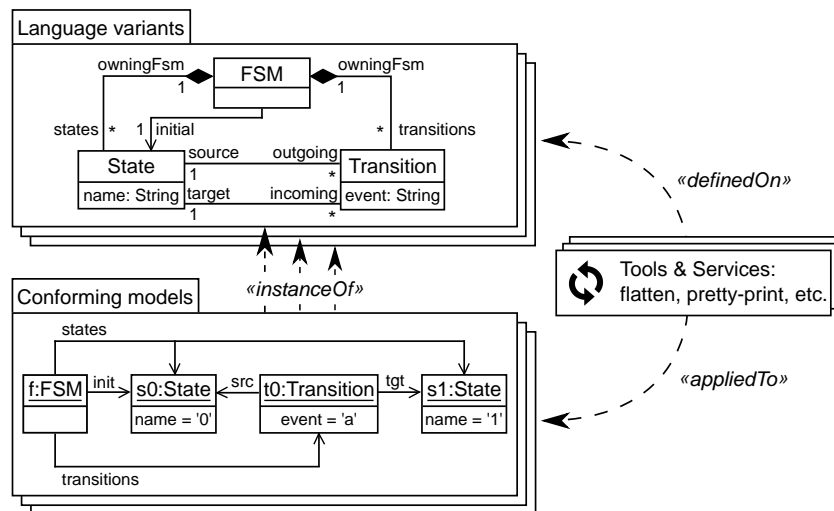 Language variants
owningFsm
FSM
owningFsm
1
1
1 initial
states *
* transitions
State
source
outgoing
Transition
1
*
name: String
target
incoming
event: String
1
*
«definedOn»
Tools & Services:
flatten, pretty-print, etc.
«instanceOf»
Conforming models
states
f:FSM
init
s0:State
src
t0:Transition
tgt
s1:State
name = '0'
event = 'a'
name = '1'
transitions
«appliedTo»